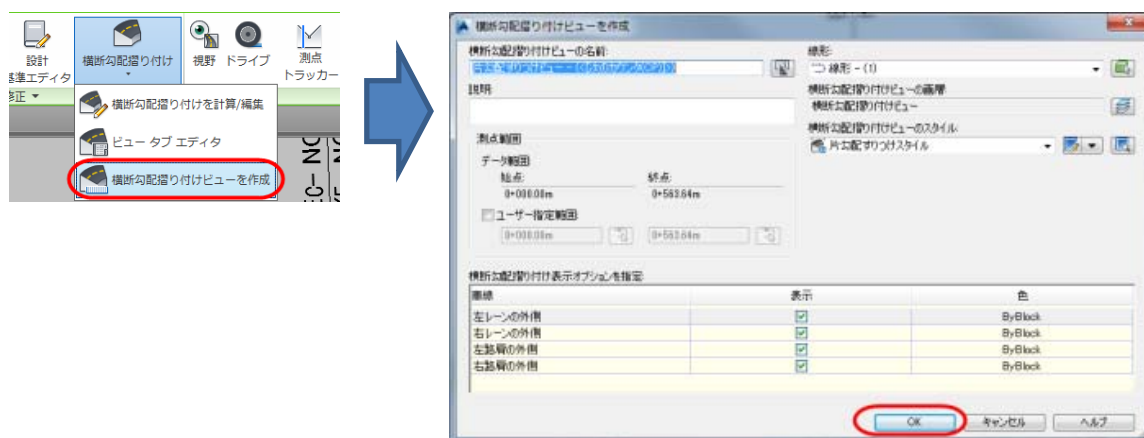 設計
基準エディタ
横断勾配摺り付け
視野
ドライブ
測点
トラッカー
修正
横断勾配摺り付けを計算/編集
ビュー タブ エディタ
横断勾配摺り付けビューを作成
NO
横断勾配摺り付けビューを作成
横断勾配摺り付けビューの名前:
説明:
測点範囲
データ範囲:
始点:
終点:
0+000.00m
0+563.64m
ユーザー指定範囲:
0+000.00m
0+563.64m
線形:
線形 - (1)
横断勾配摺り付けビューの画層
横断勾配摺り付けビュー
横断勾配摺り付けビューのスタイル:
片勾配すりつけスタイル
横断勾配摺り付け表示オプションを指定:
車線
表示
色
左レーンの外側
ByBlock
右レーンの外側
ByBlock
左路肩の外側
ByBlock
右路肩の外側
ByBlock
OK
キャンセル
ヘルプ